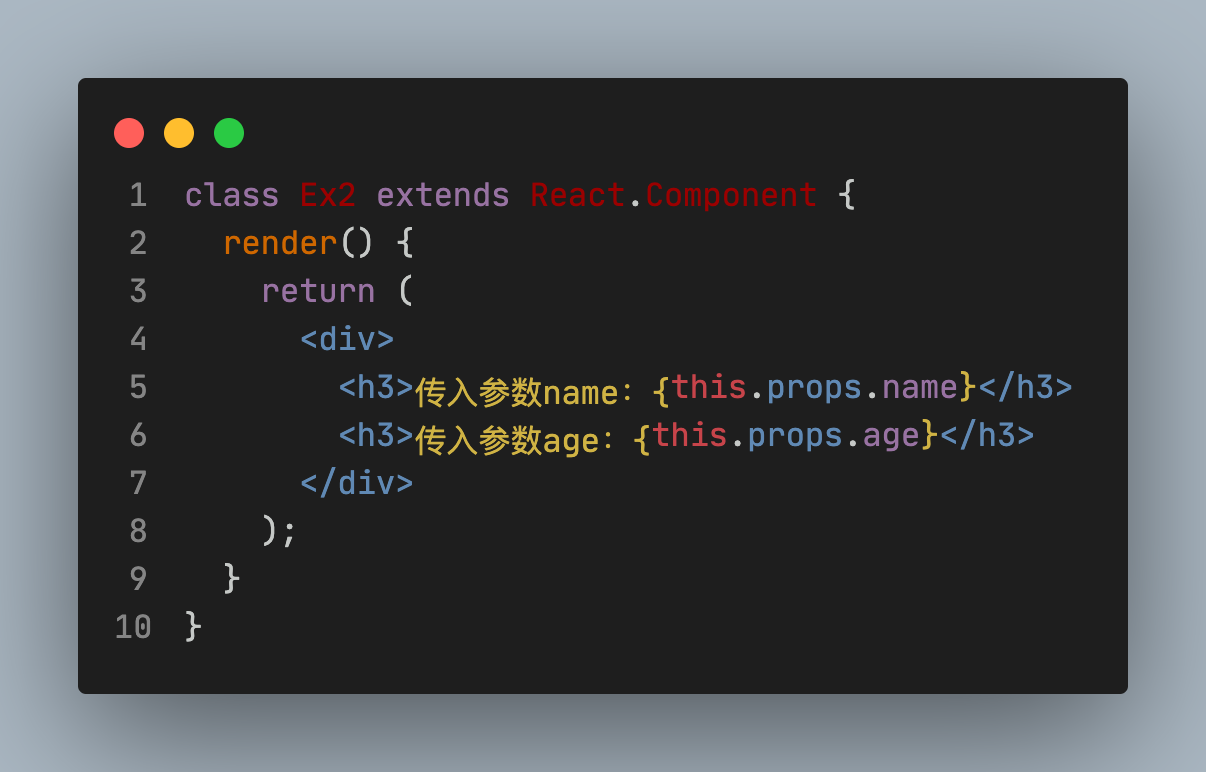 1 class Ex2 extends React.Component {
2   render() {
3     return (
4       <div>
5         <h3>传入参数name：{this.props.name}</h3>
6         <h3>传入参数age：{this.props.age}</h3>
7       </div>
8     );
9   }
10 }